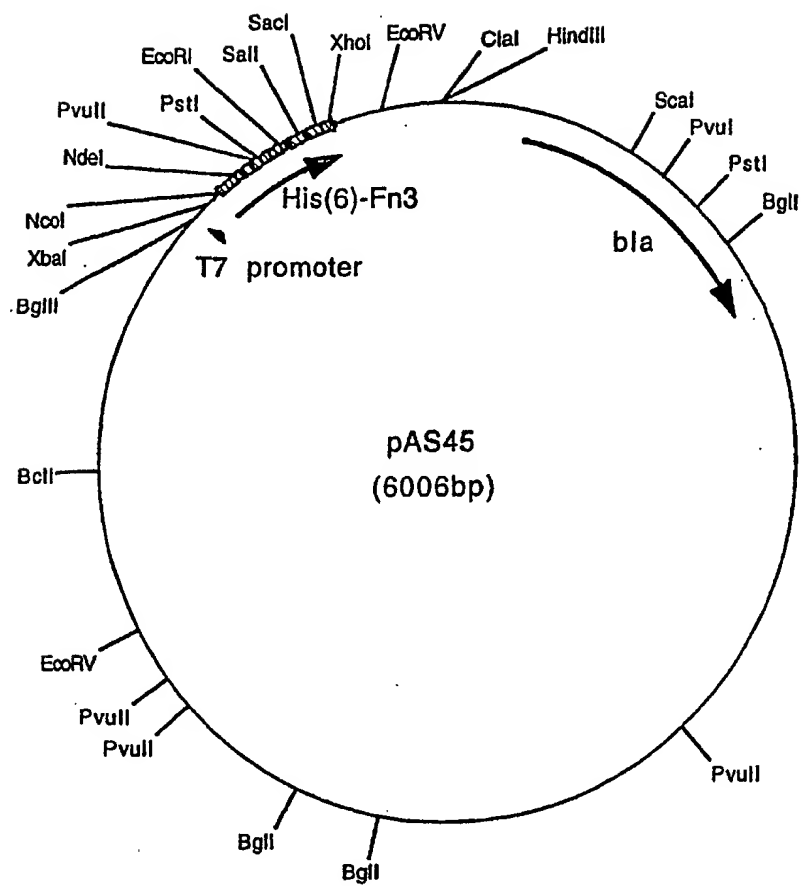 SacI
XhoI
EcoRV
ClaI
HindIII
EcoRI
SalI
PvuII
PstI
NdeI
NcoI
XbaI
BglII
His(6)-Fn3
T7 promoter
ScaI
PvuI
PstI
BglI
bla
pAS45
(6006bp)
BclI
EcoRV
PvuII
PvuII
PvuII
BglI
BglI